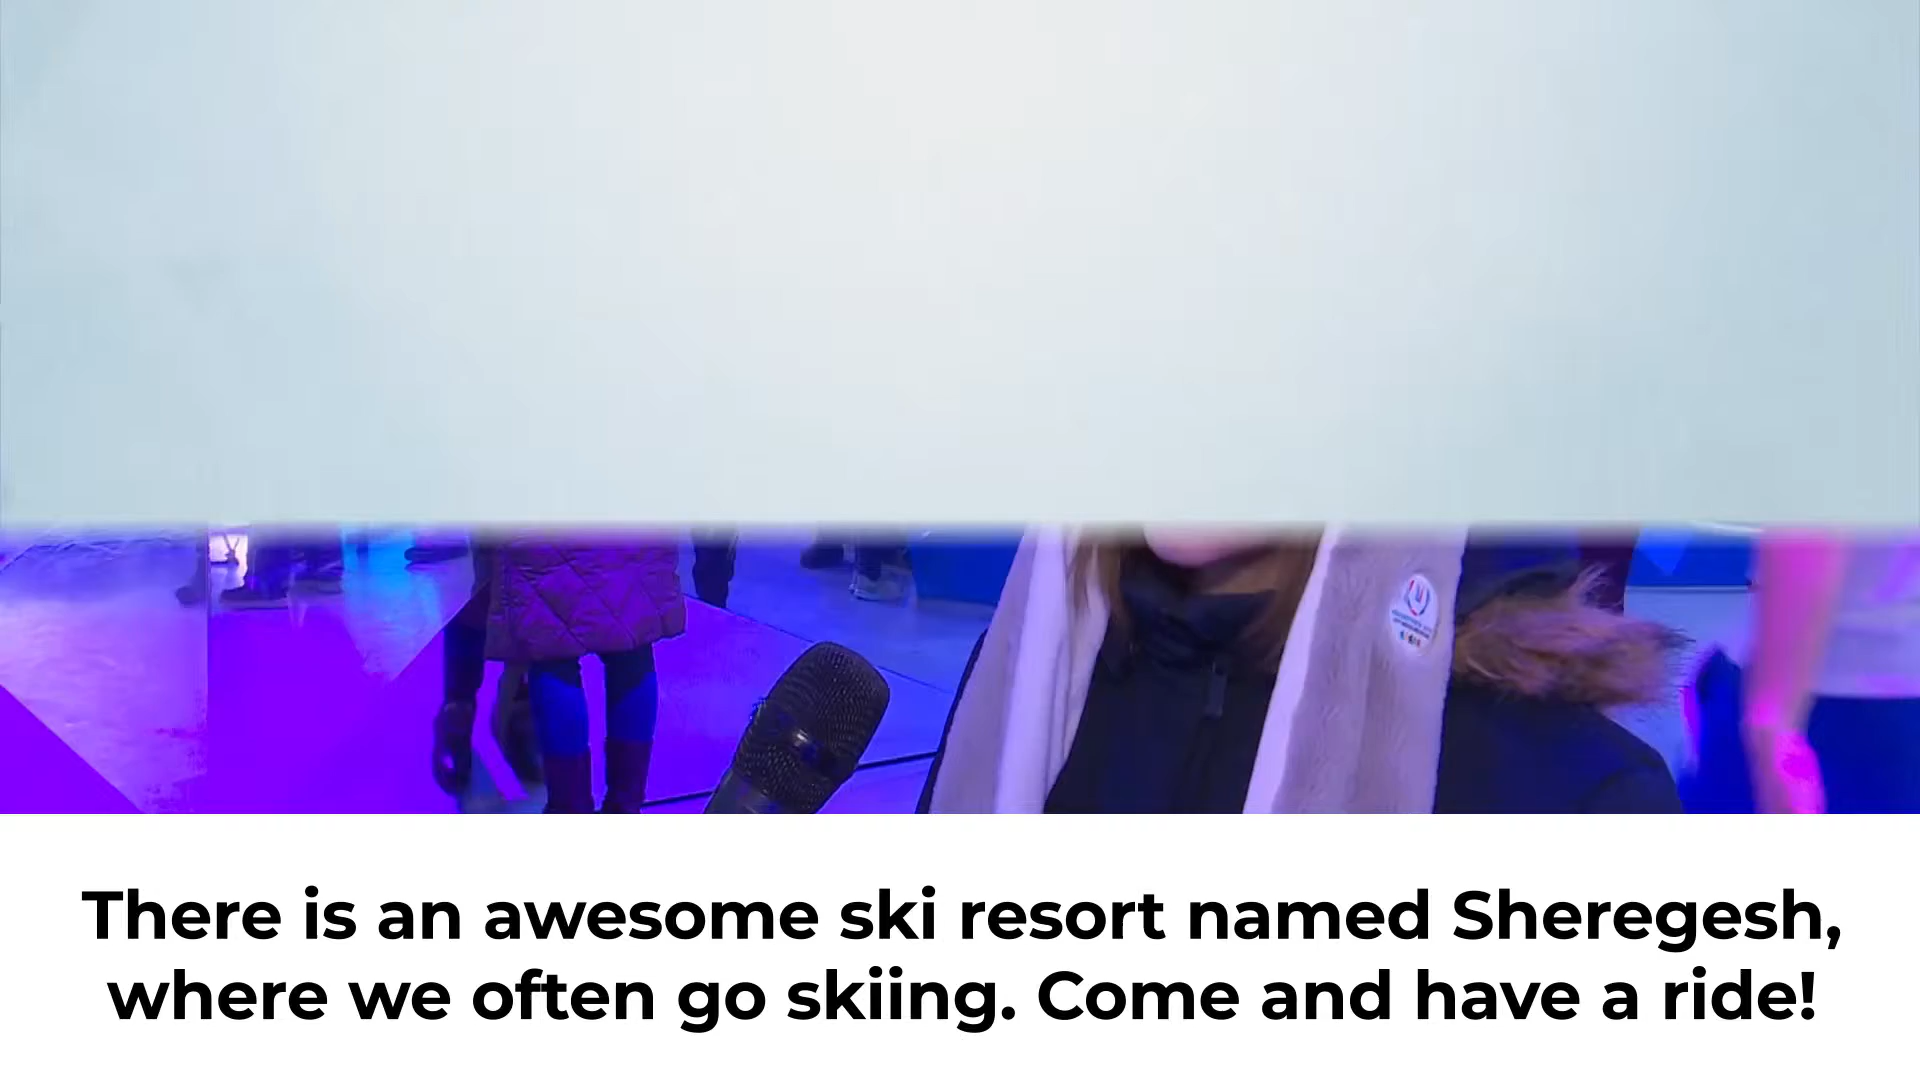 There is an awesome ski resort named Sheregesh,
where we often go skiing. Come and have a ride!